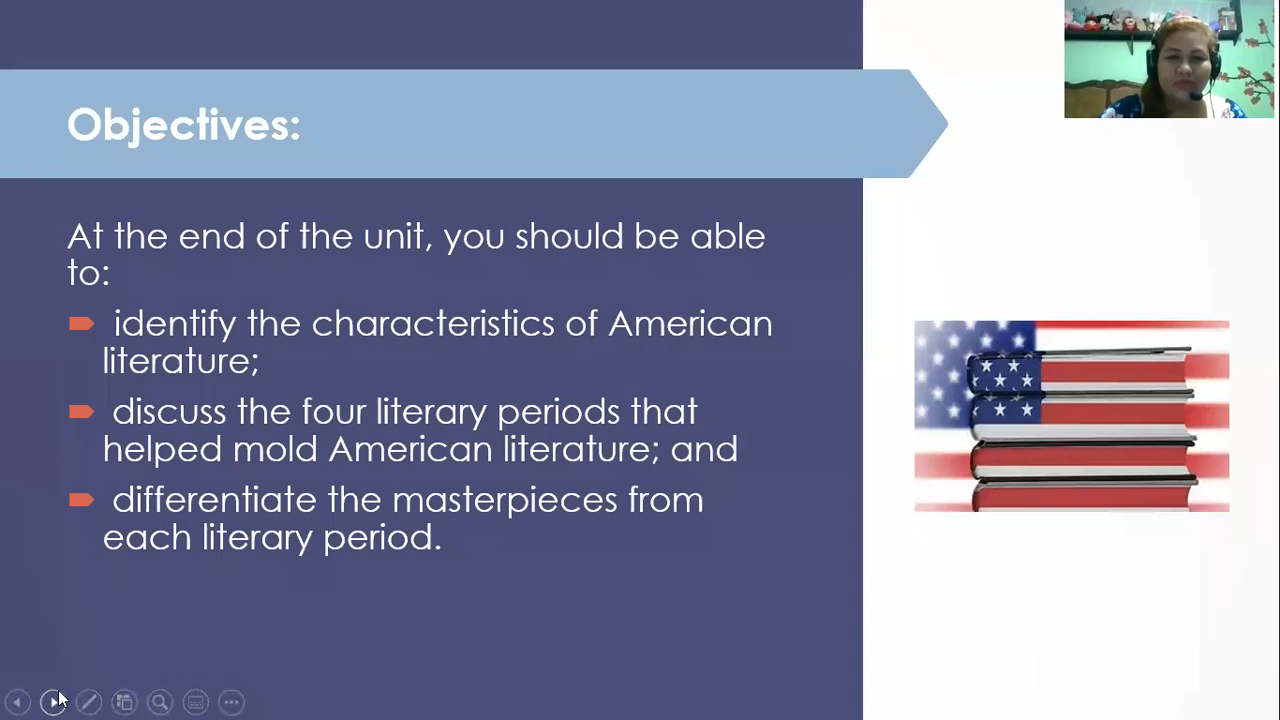 Objectives:
At the end of the unit, you should be able
to:
identify the characteristics of American
literature;
discuss the four literary periods that
helped mold American literature; and
differentiate the masterpieces from
each literary period.